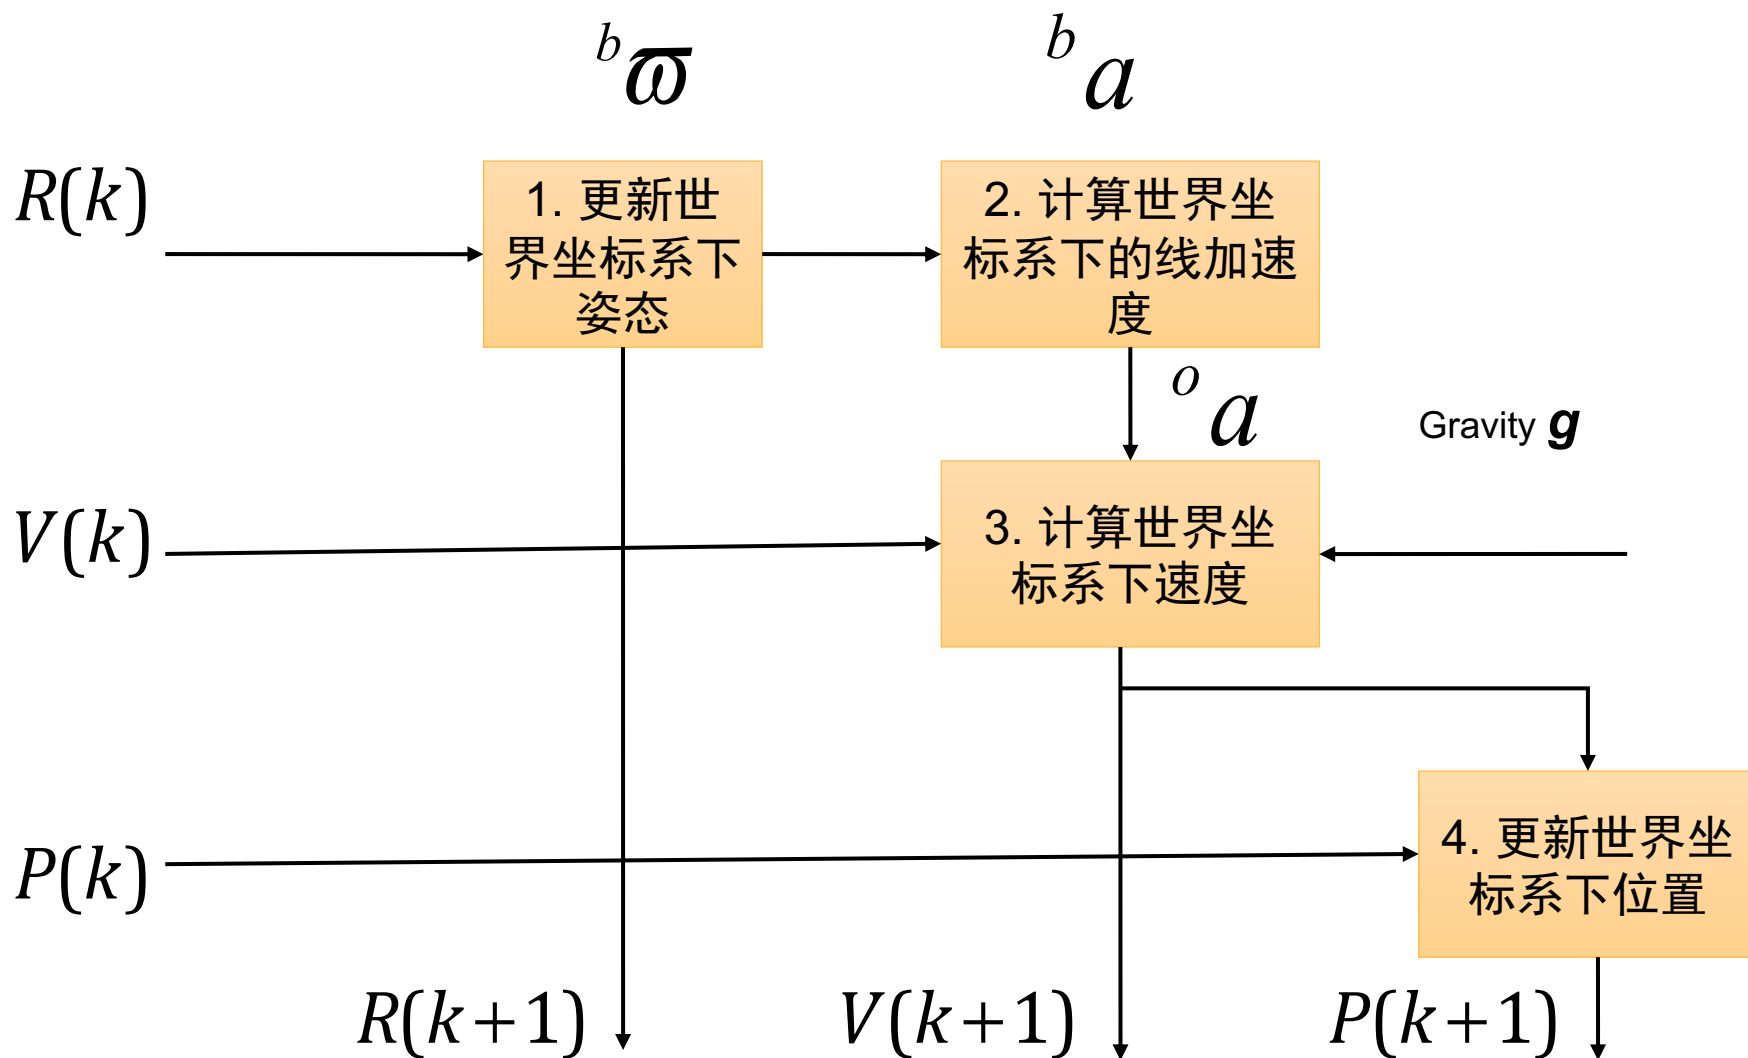 ᵇϖ
ᵇa
R(k)
1. 更新世
界坐标系下
姿态
2. 计算世界坐
标系下的线加速
度
ᵒa
Gravity g
V(k)
3. 计算世界坐
标系下速度
P(k)
4. 更新世界坐
标系下位置
R(k+1)
V(k+1)
P(k+1)